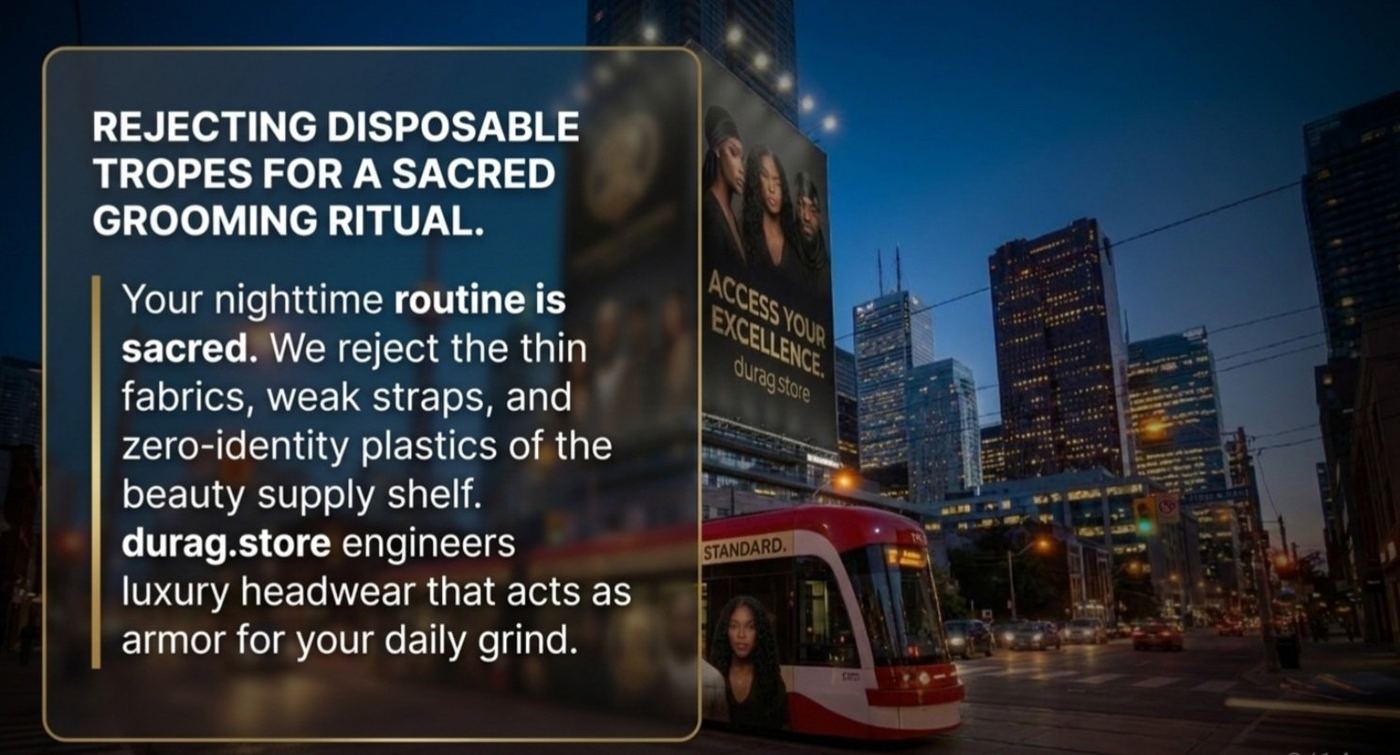 REJECTING DISPOSABLE
TROPES FOR A SACRED
GROOMING RITUAL.
Your nighttime routine is
sacred. We reject the thin
fabrics, weak straps, and
zero-identity plastics of the
beauty supply shelf.
durag.store engineers
luxury headwear that acts as
armor for your daily grind.
ACCESS YOUR
EXCELLENCE.
durag.store
STANDARD.